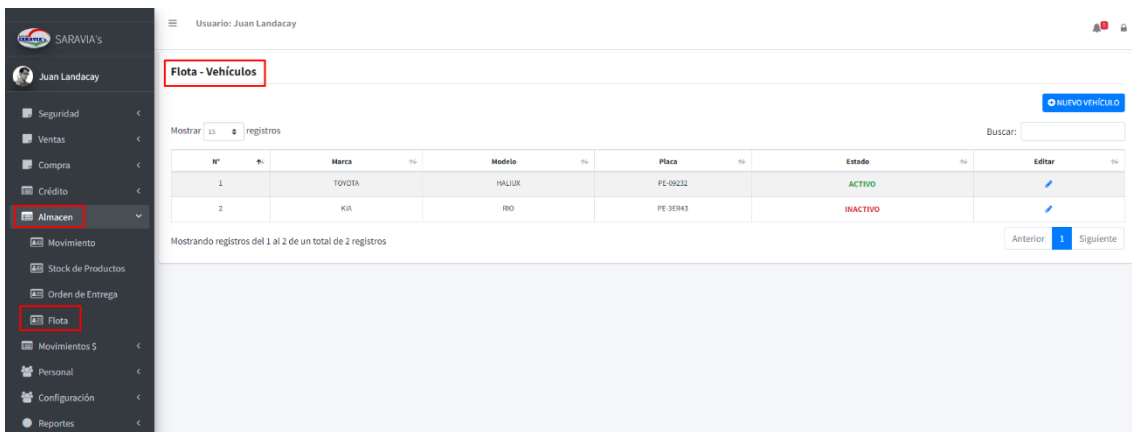 SARAVIA's
Usuario: Juan Landacay
Juan Landacay
Seguridad
Ventas
Compra
Crédito
Almacen
Movimiento
Stock de Productos
Orden de Entrega
Flota
Movimientos $
Personal
Configuración
Reportes
Flota - Vehículos
NUEVO VEHÍCULO
Mostrar 15 registros
Buscar:
N° Marca Modelo Placa Estado Editar
1 TOYOTA HALIUX PE-09232 ACTIVO
2 KIA RIO PE-3ER43 INACTIVO
Mostrando registros del 1 al 2 de un total de 2 registros
Anterior 1 Siguiente